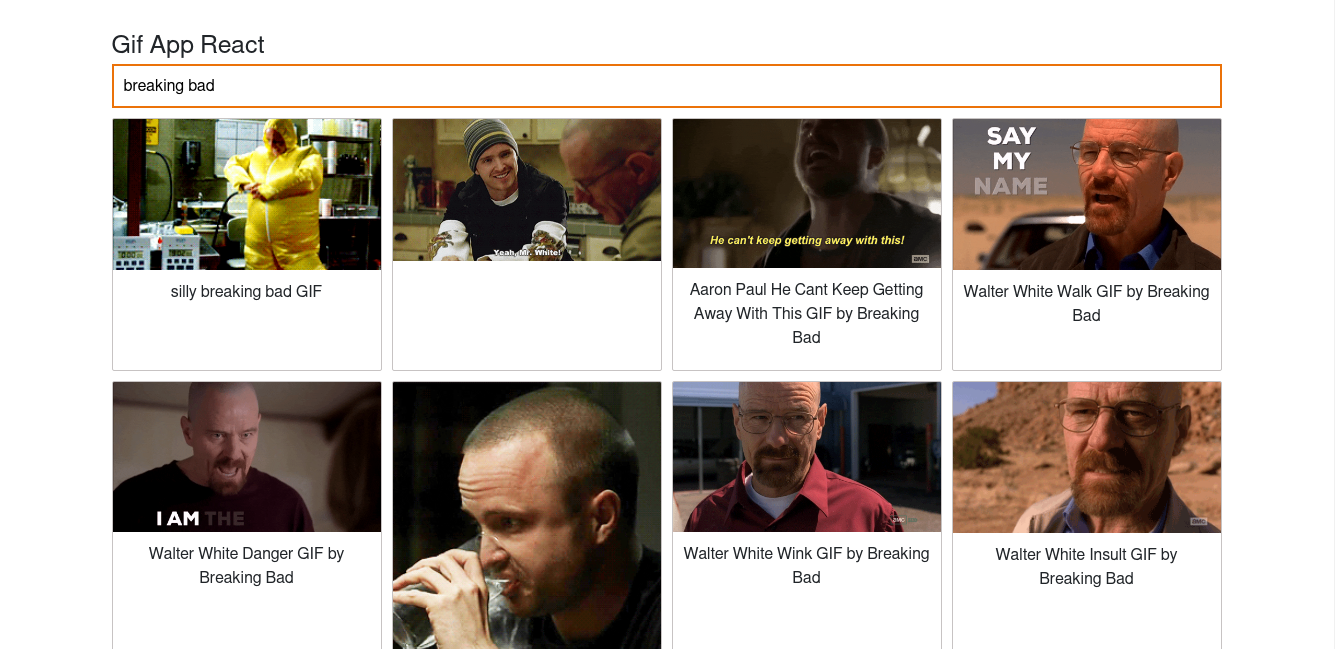 Gif App React
breaking bad
Yeah, Mr. White!
He can't keep getting away with this!
aMC
SAY
MY
NAME
silly breaking bad GIF
Aaron Paul He Cant Keep Getting
Away With This GIF by Breaking
Bad
Walter White Walk GIF by Breaking
Bad
I AM THE
aMC
aMC
Walter White Danger GIF by
Breaking Bad
Walter White Wink GIF by Breaking
Bad
Walter White Insult GIF by
Breaking Bad